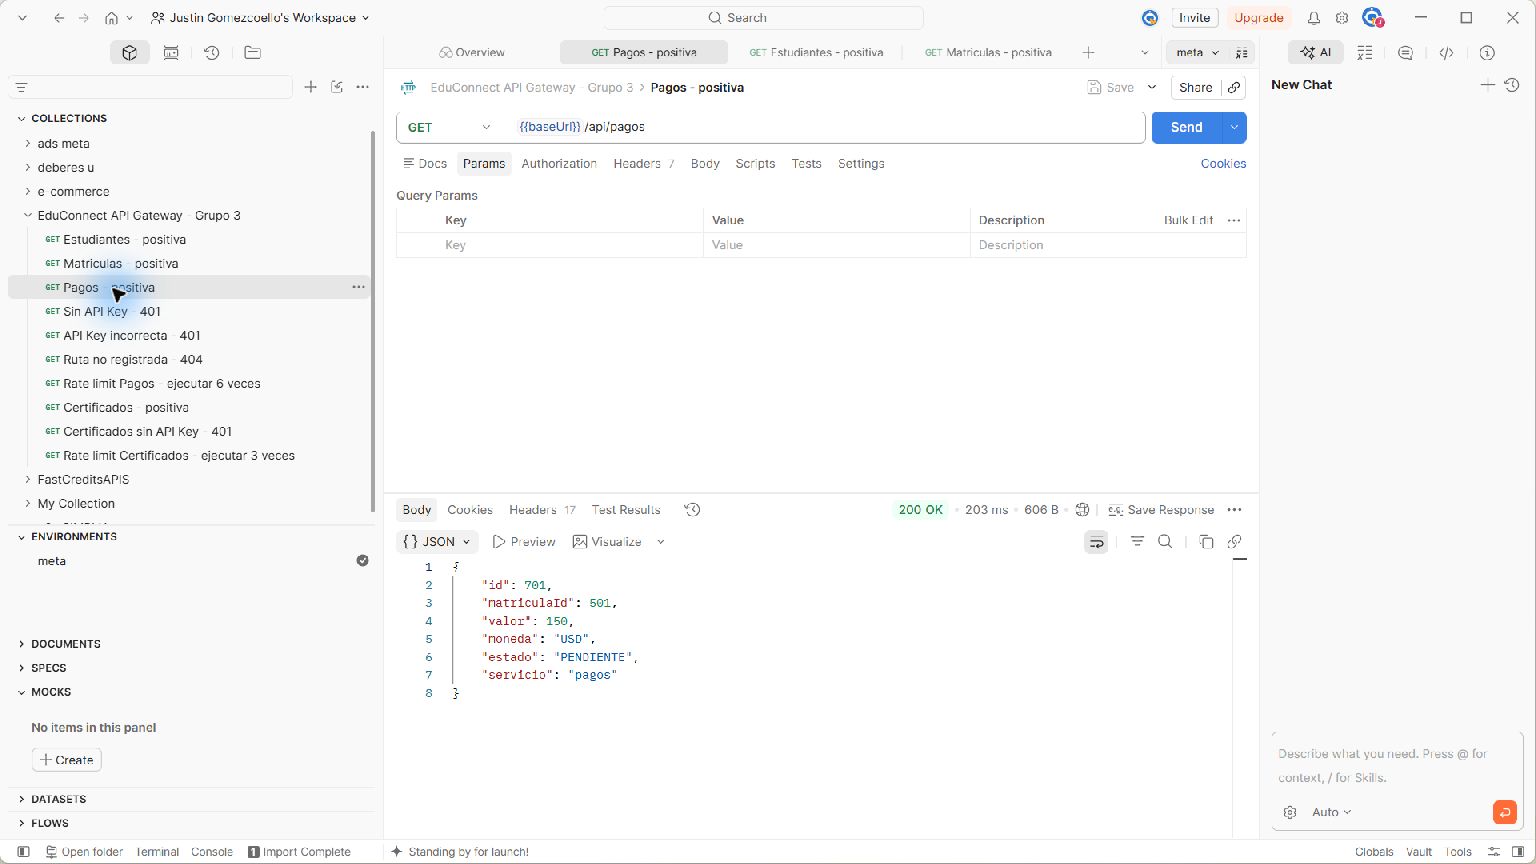 Justin Gomezcoello's Workspace
Search
Invite
Upgrade
Overview
GET Pagos - positiva
GET Estudiantes - positiva
GET Matriculas - positiva
meta
AI
EduConnect API Gateway - Grupo 3 > Pagos - positiva
Save
Share
New Chat
COLLECTIONS
ads meta
deberes u
e-commerce
EduConnect API Gateway - Grupo 3
GET Estudiantes - positiva
GET Matriculas - positiva
GET Pagos - positiva
GET Sin API Key - 401
GET API Key incorrecta - 401
GET Ruta no registrada - 404
GET Rate limit Pagos - ejecutar 6 veces
GET Certificados - positiva
GET Certificados sin API Key - 401
GET Rate limit Certificados - ejecutar 3 veces
FastCreditsAPIS
My Collection
ENVIRONMENTS
meta
DOCUMENTS
SPECS
MOCKS
No items in this panel
Create
DATASETS
FLOWS
GET
{{baseUrl}}/api/pagos
Send
Docs
Params
Authorization
Headers 7
Body
Scripts
Tests
Settings
Cookies
Query Params
Key
Value
Description
Bulk Edit
Key
Value
Description
Body
Cookies
Headers 17
Test Results
200 OK
203 ms
606 B
Save Response
{} JSON
Preview
Visualize
1 {
2 "id": 701,
3 "matriculaId": 501,
4 "valor": 150,
5 "moneda": "USD",
6 "estado": "PENDIENTE",
7 "servicio": "pagos"
8 }
Describe what you need. Press @ for
context, / for Skills.
Auto
Open folder
Terminal
Console
1 Import Complete
Standing by for launch!
Globals
Vault
Tools